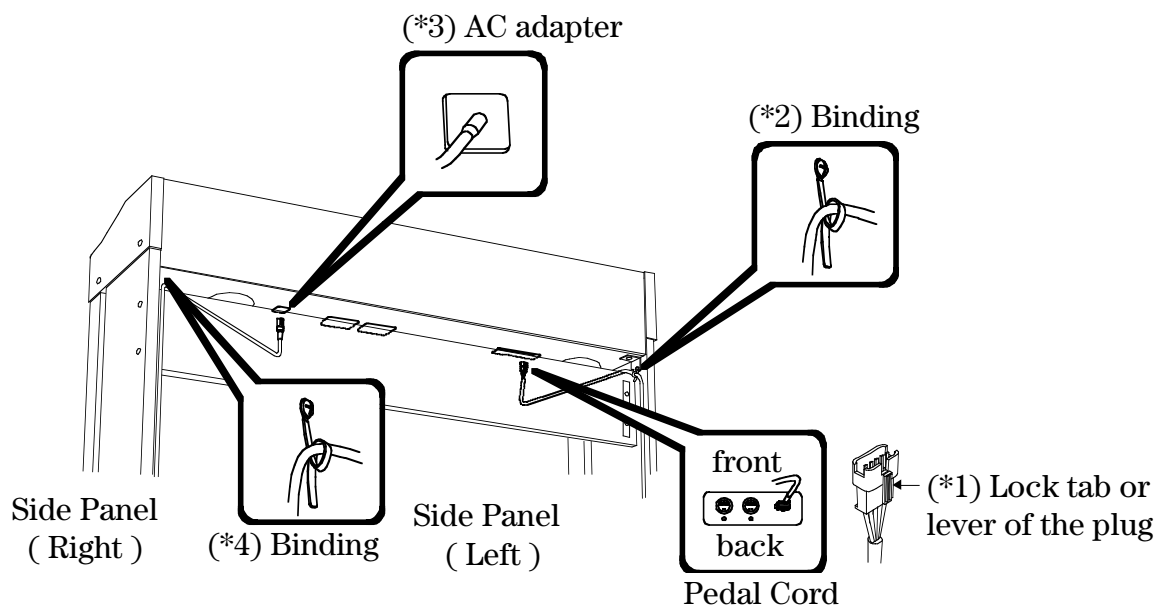 (*3) AC adapter
(*2) Binding
front
back
(*1) Lock tab or
lever of the plug
Side Panel
( Right )
(*4) Binding
Side Panel
( Left )
Pedal Cord